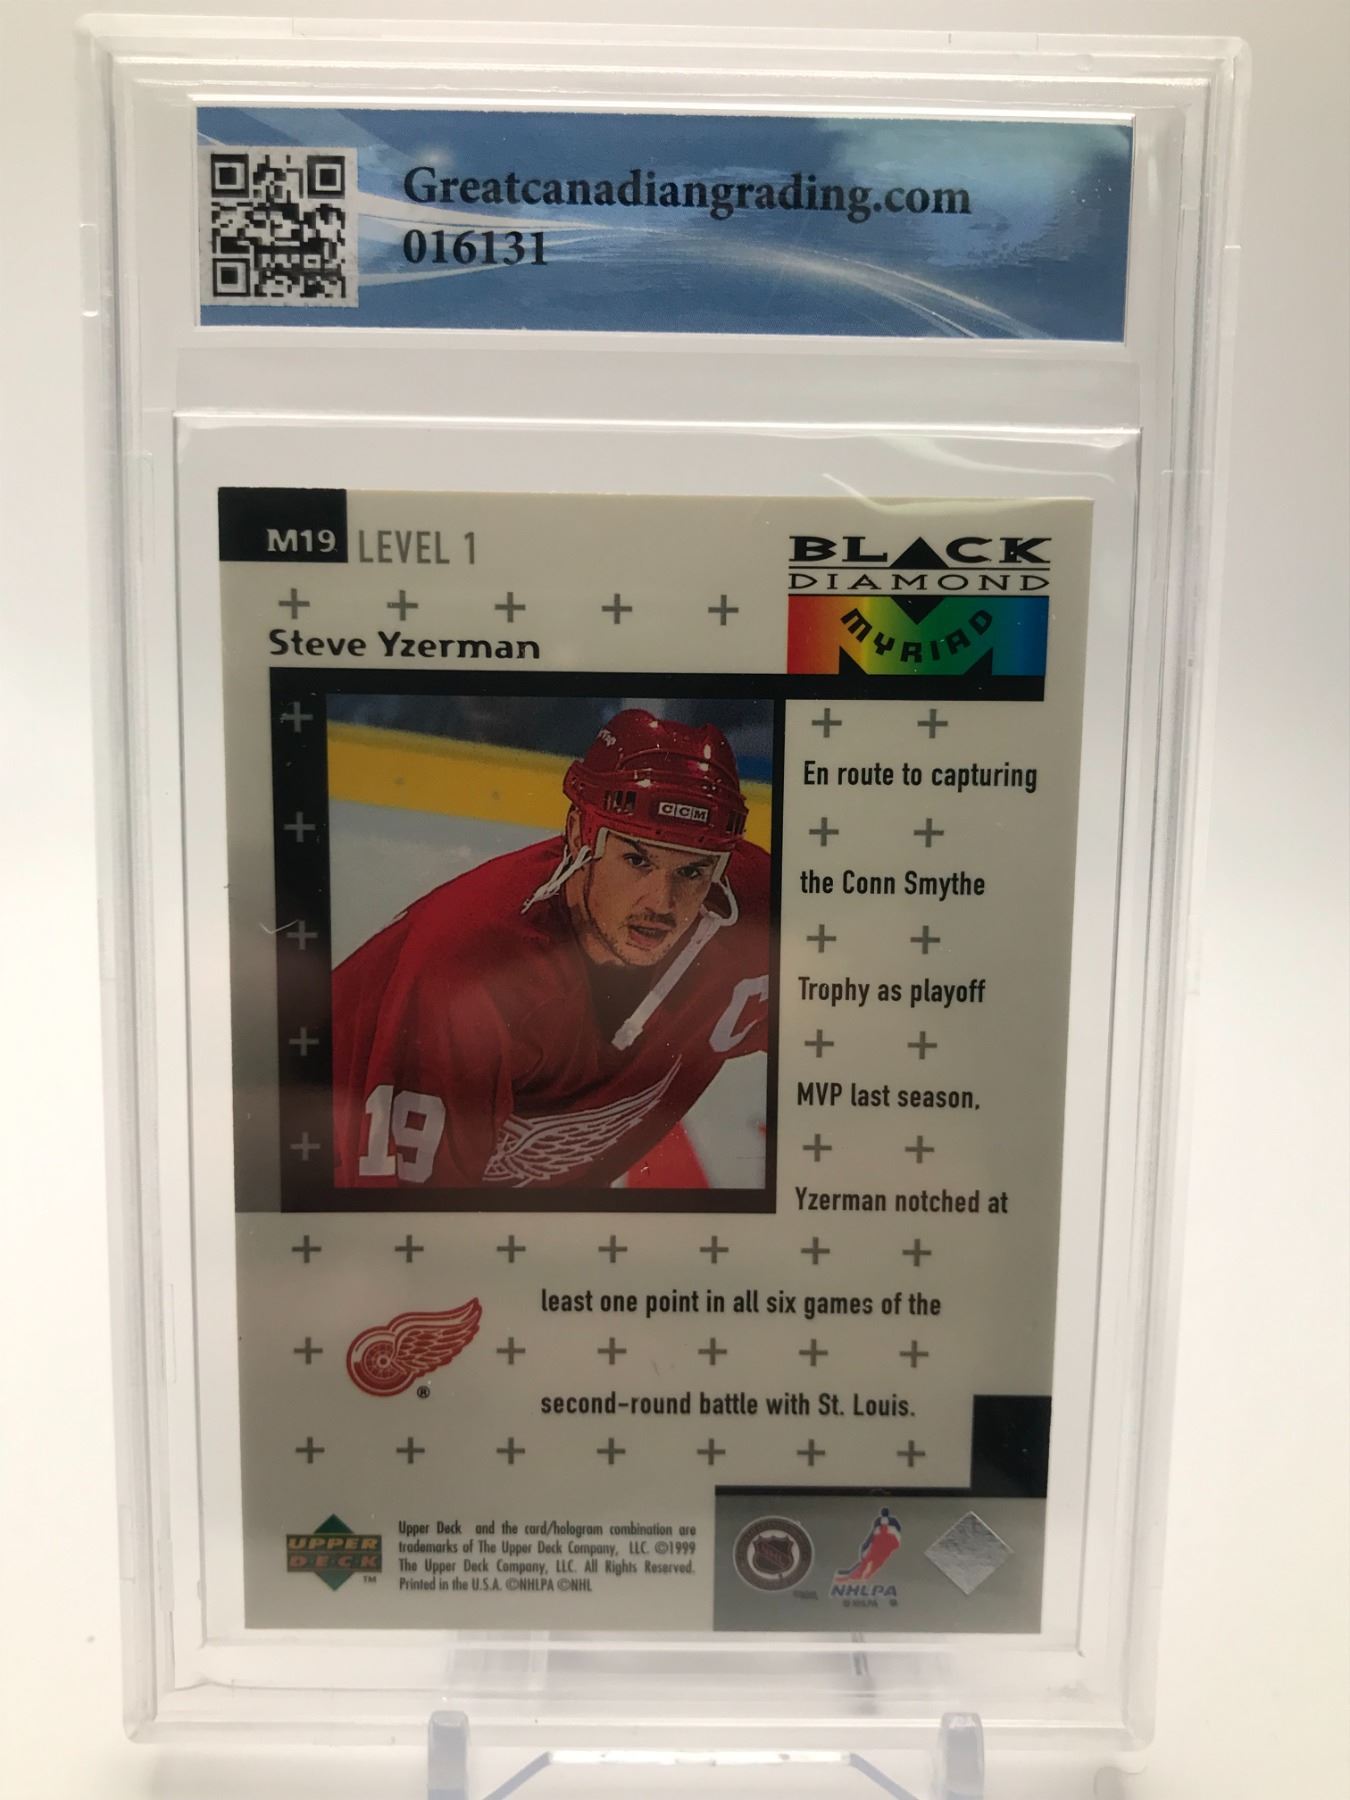 Greatcanadiangrading.com
016131
M19 LEVEL 1
BLACK
DIAMOND
MYRIAD
Steve Yzerman
CCM
C
19
En route to capturing
the Conn Smythe
Trophy as playoff
MVP last season,
Yzerman notched at
least one point in all six games of the
second-round battle with St. Louis.
®
UPPER
DECK
™
Upper Deck and the card/hologram combination are
trademarks of The Upper Deck Company, LLC. ©1999
The Upper Deck Company, LLC. All Rights Reserved.
Printed in the U.S.A. ©NHLPA ©NHL
NHL
NHLPA